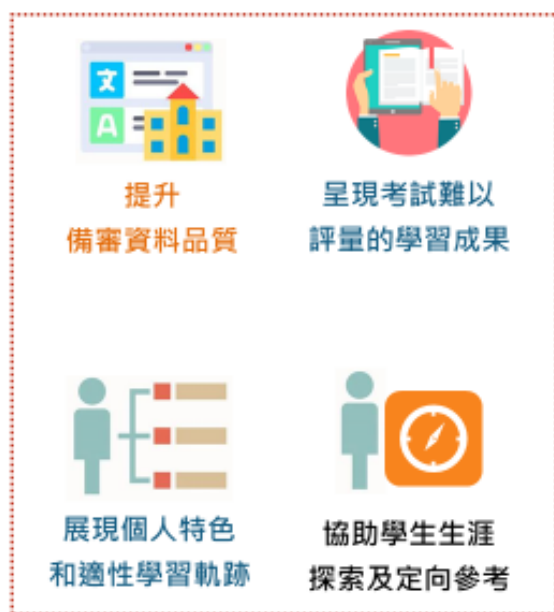 文
A
提升
備審資料品質
呈現考試難以
評量的學習成果
展現個人特色
和適性學習軌跡
協助學生生涯
探索及定向參考